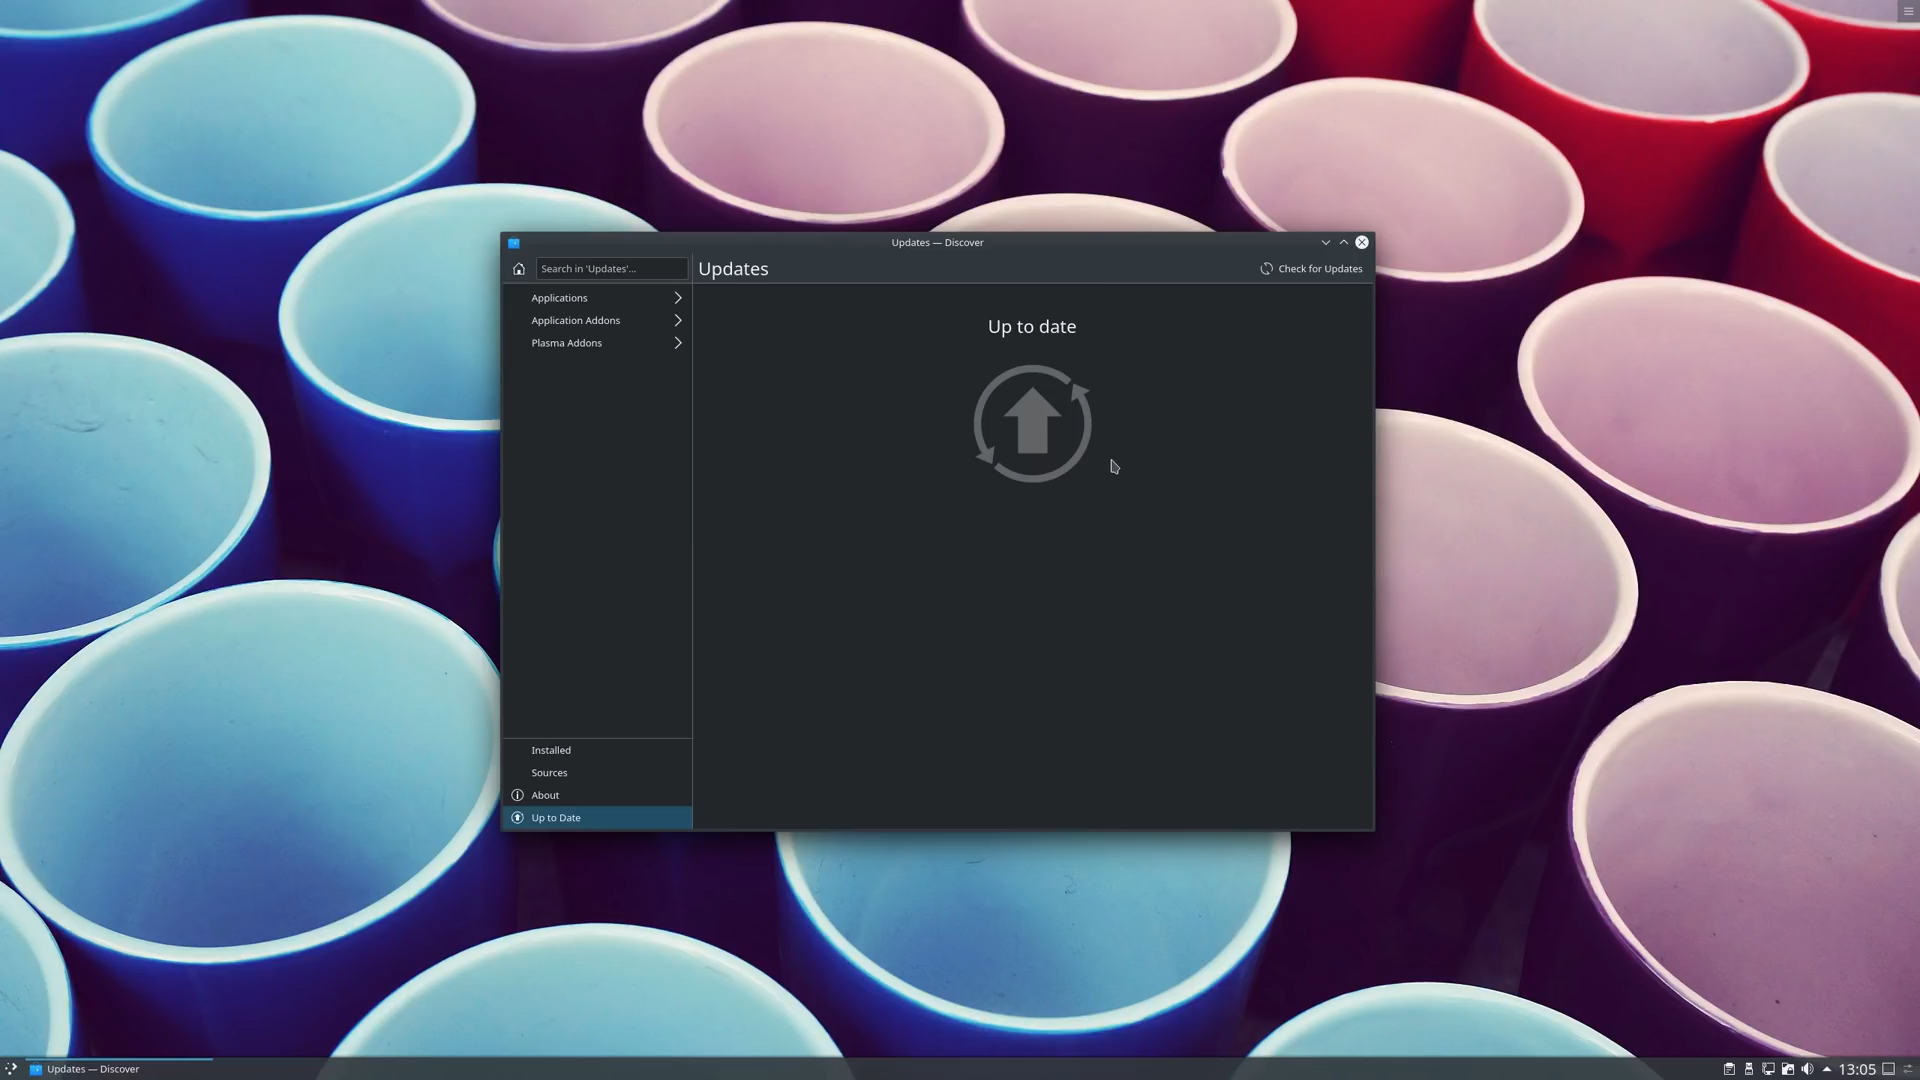 Updates — Discover
Search in 'Updates'...
Updates
Check for Updates
Applications
Application Addons
Plasma Addons
Up to date
Installed
Sources
About
Up to Date
Updates — Discover
13:05